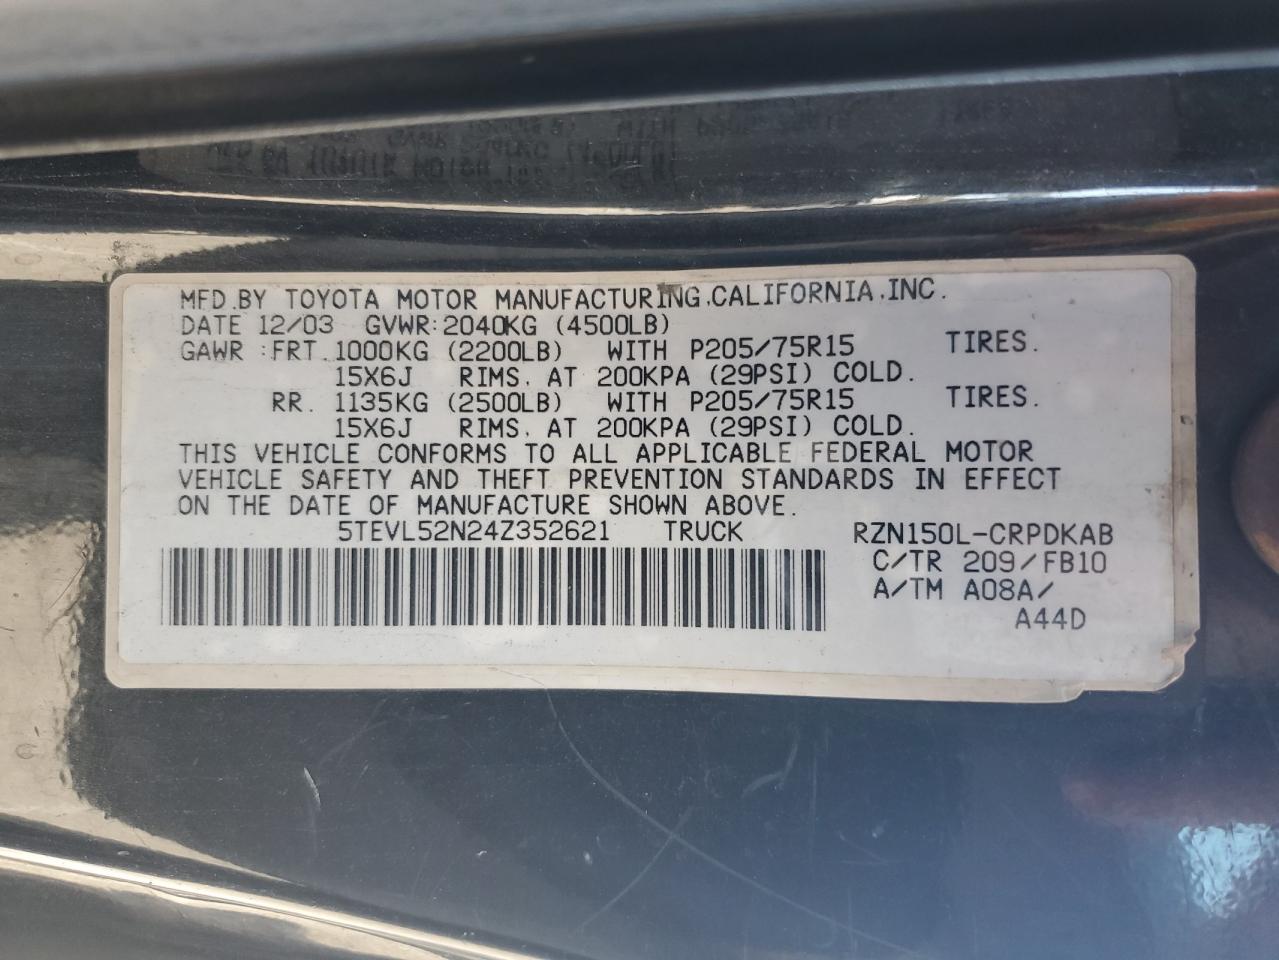 MFD.BY TOYOTA MOTOR MANUFACTURING.CALIFORNIA.INC.
DATE 12/03 GVWR:2040KG (4500LB)
GAWR :FRT. 1000KG (2200LB) WITH P205/75R15 TIRES.
15X6J RIMS. AT 200KPA (29PSI) COLD.
RR. 1135KG (2500LB) WITH P205/75R15 TIRES.
15X6J RIMS. AT 200KPA (29PSI) COLD.
THIS VEHICLE CONFORMS TO ALL APPLICABLE FEDERAL MOTOR
VEHICLE SAFETY AND THEFT PREVENTION STANDARDS IN EFFECT
ON THE DATE OF MANUFACTURE SHOWN ABOVE.
5TEVL52N24Z352621 TRUCK RZN150L-CRPDKAB
C/TR 209/FB10
A/TM A08A/
A44D